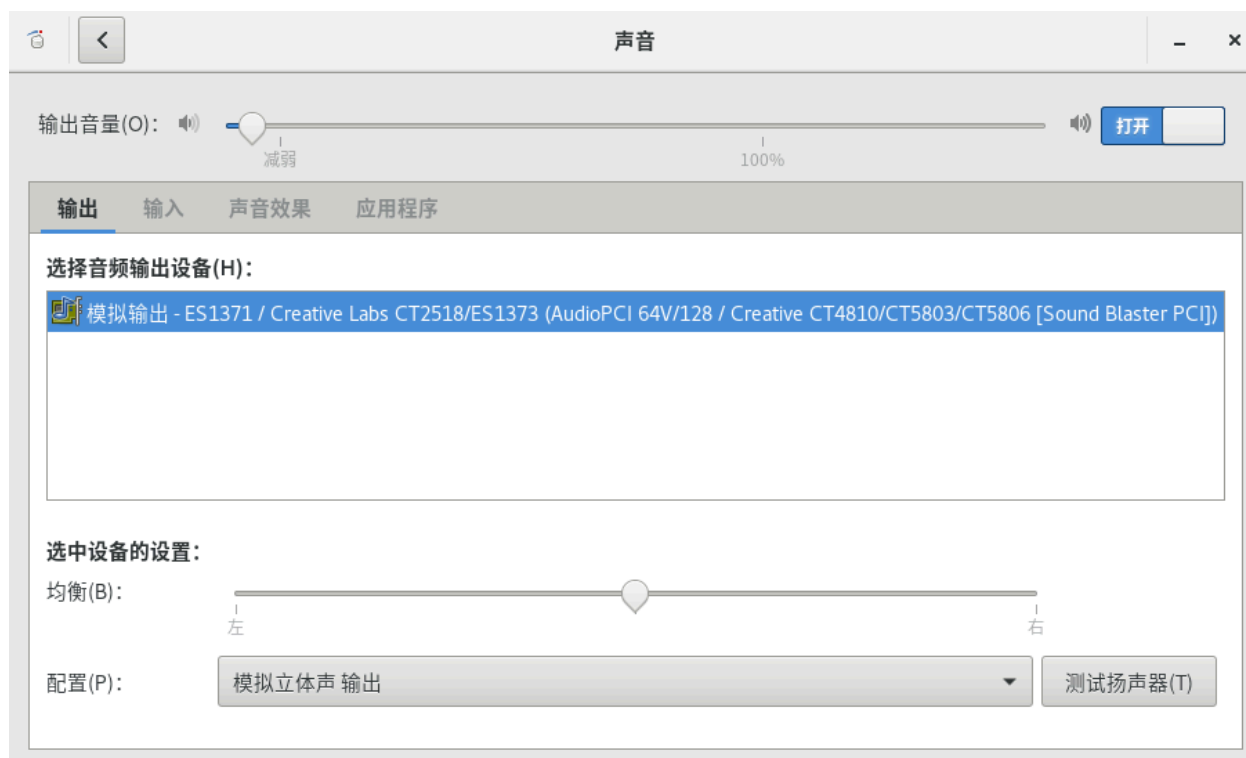 声音
输出音量(O)： 打开
减弱 100%
输出 输入 声音效果 应用程序
选择音频输出设备(H)：
模拟输出 - ES1371 / Creative Labs CT2518/ES1373 (AudioPCI 64V/128 / Creative CT4810/CT5803/CT5806 [Sound Blaster PCI])
选中设备的设置：
均衡(B)：
左 右
配置(P)： 模拟立体声 输出 测试扬声器(T)